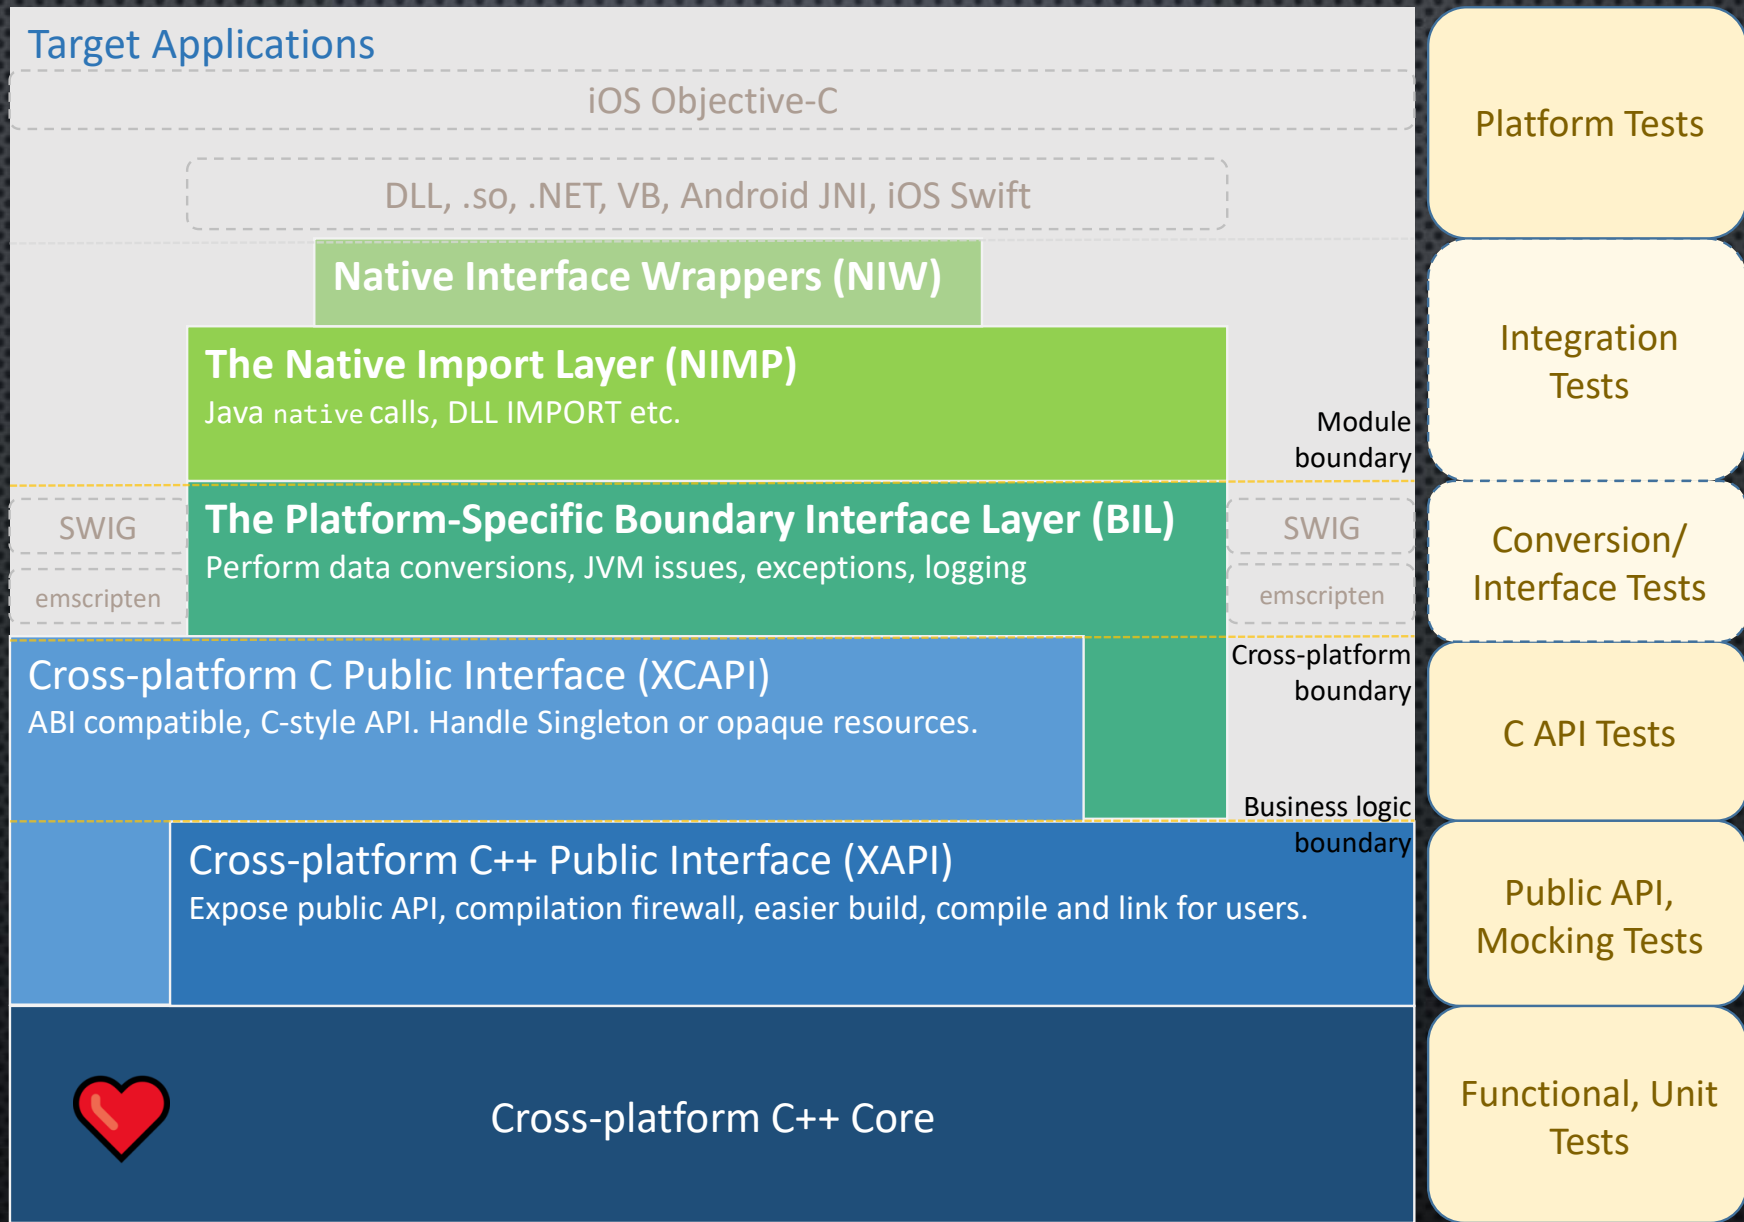 Target Applications
iOS Objective-C
DLL, .so, .NET, VB, Android JNI, iOS Swift
Native Interface Wrappers (NIW)
The Native Import Layer (NIMP)
Java native calls, DLL IMPORT etc.
Module
boundary
SWIG
emscripten
The Platform-Specific Boundary Interface Layer (BIL)
Perform data conversions, JVM issues, exceptions, logging
SWIG
emscripten
Cross-platform
boundary
Cross-platform C Public Interface (XCAPI)
ABI compatible, C-style API. Handle Singleton or opaque resources.
Business logic
boundary
Cross-platform C++ Public Interface (XAPI)
Expose public API, compilation firewall, easier build, compile and link for users.
Cross-platform C++ Core
Platform Tests
Integration
Tests
Conversion/
Interface Tests
C API Tests
Public API,
Mocking Tests
Functional, Unit
Tests